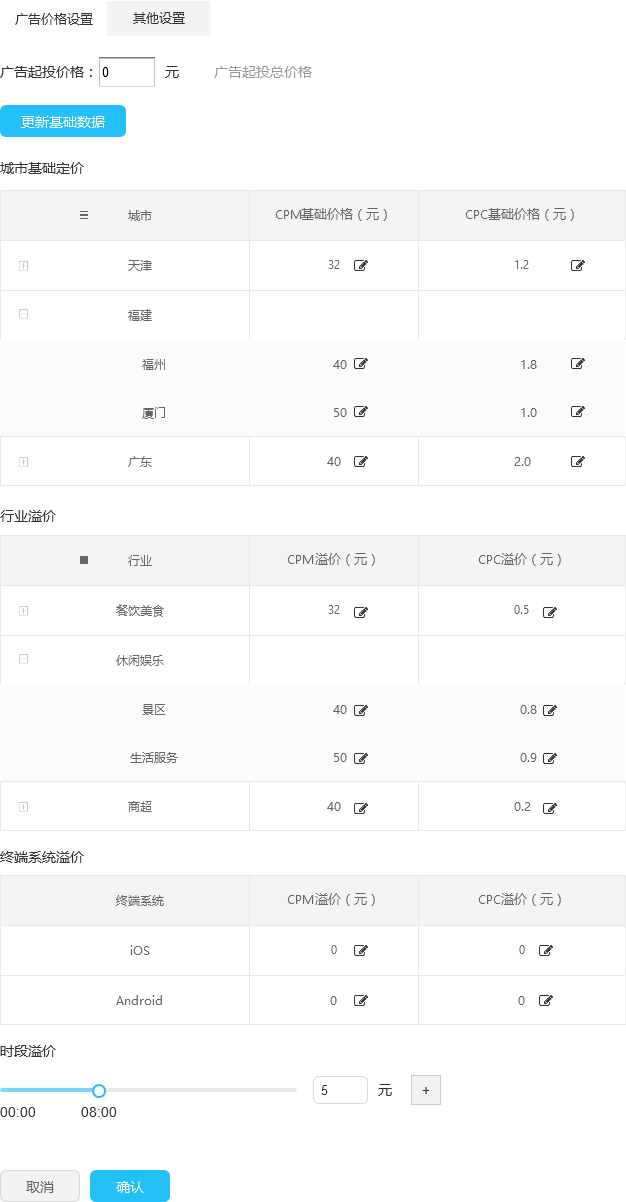 广告价格设置 其他设置
广告起投价格： 0 元 广告起投总价格
更新基础数据
城市基础定价
城市 CPM基础价格（元） CPC基础价格（元）
天津 32 1.2
福建
福州 40 1.8
厦门 50 1.0
广东 40 2.0
行业溢价
行业 CPM溢价（元） CPC溢价（元）
餐饮美食 32 0.5
休闲娱乐
景区 40 0.8
生活服务 50 0.9
商超 40 0.2
终端系统溢价
终端系统 CPM溢价（元） CPC溢价（元）
iOS 0 0
Android 0 0
时段溢价
5 元 +
00:00 08:00
取消 确认